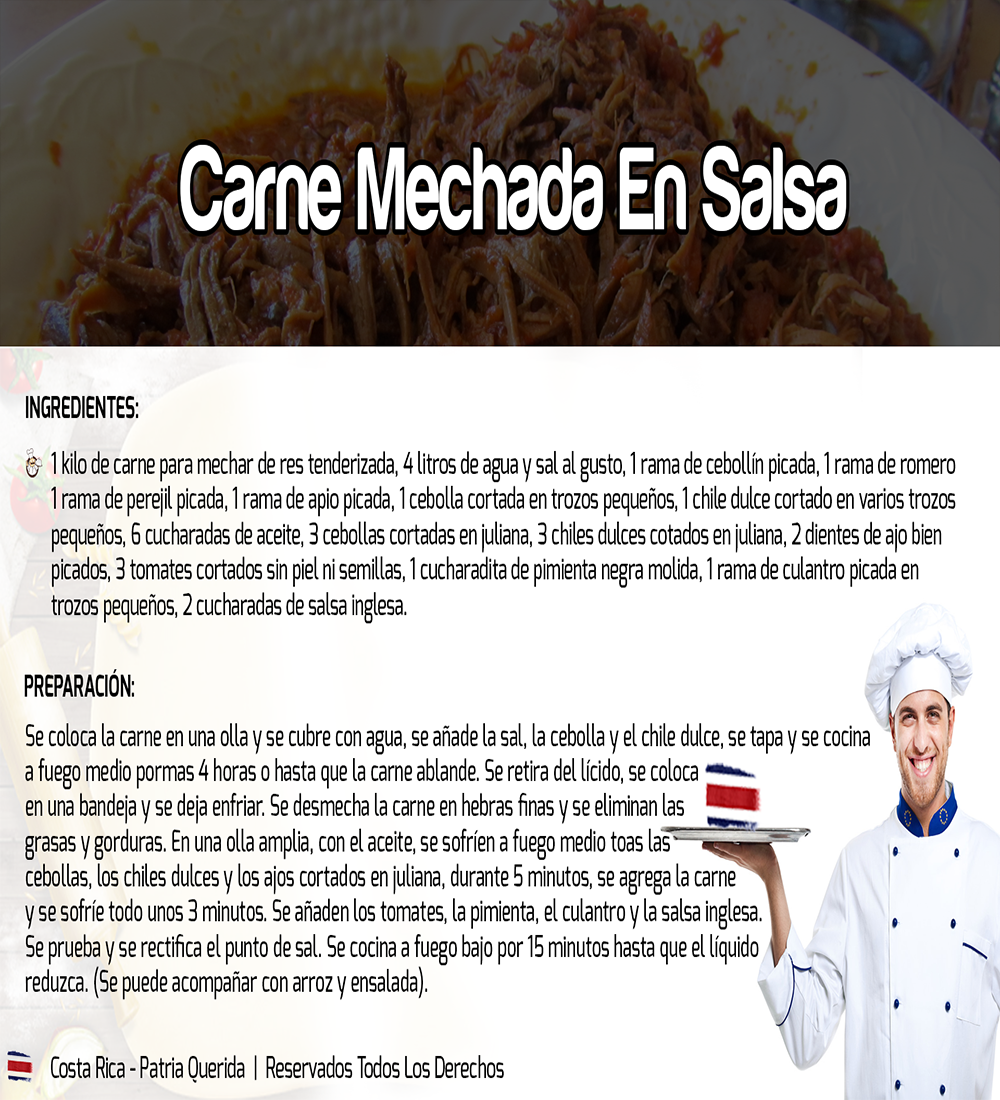 Carne Mechada En Salsa
INGREDIENTES:
1 kilo de carne para mechar de res tenderizada, 4 litros de agua y sal al gusto, 1 rama de cebollín picada, 1 rama de romero
1 rama de perejil picada, 1 rama de apio picada, 1 cebolla cortada en trozos pequeños, 1 chile dulce cortado en varios trozos
pequeños, 6 cucharadas de aceite, 3 cebollas cortadas en juliana, 3 chiles dulces cotados en juliana, 2 dientes de ajo bien
picados, 3 tomates cortados sin piel ni semillas, 1 cucharadita de pimienta negra molida, 1 rama de culantro picada en
trozos pequeños, 2 cucharadas de salsa inglesa.
PREPARACIÓN:
Se coloca la carne en una olla y se cubre con agua, se añade la sal, la cebolla y el chile dulce, se tapa y se cocina
a fuego medio pormas 4 horas o hasta que la carne ablande. Se retira del lícido, se coloca
en una bandeja y se deja enfriar. Se desmecha la carne en hebras finas y se eliminan las
grasas y gorduras. En una olla amplia, con el aceite, se sofríen a fuego medio toas las
cebollas, los chiles dulces y los ajos cortados en juliana, durante 5 minutos, se agrega la carne
y se sofríe todo unos 3 minutos. Se añaden los tomates, la pimienta, el culantro y la salsa inglesa.
Se prueba y se rectifica el punto de sal. Se cocina a fuego bajo por 15 minutos hasta que el líquido
reduzca. (Se puede acompañar con arroz y ensalada).
Costa Rica - Patria Querida | Reservados Todos Los Derechos